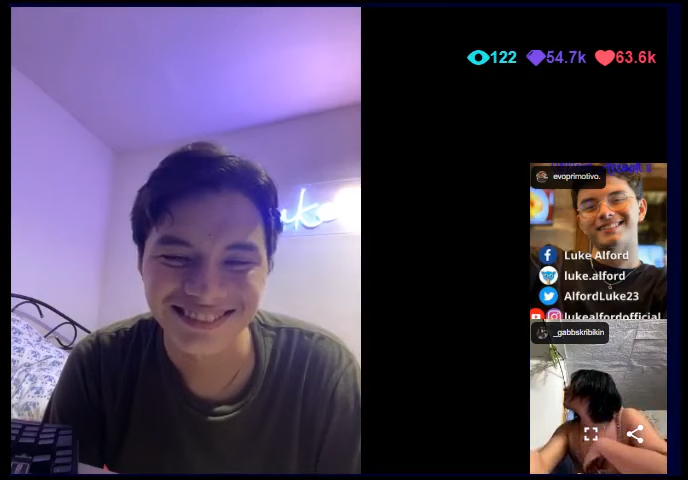 122 54.7k 63.6k
evoprimotivo.
Luke Alford
luke.alford
AlfordLuke23
lukealfordofficial
_gabbskribikin